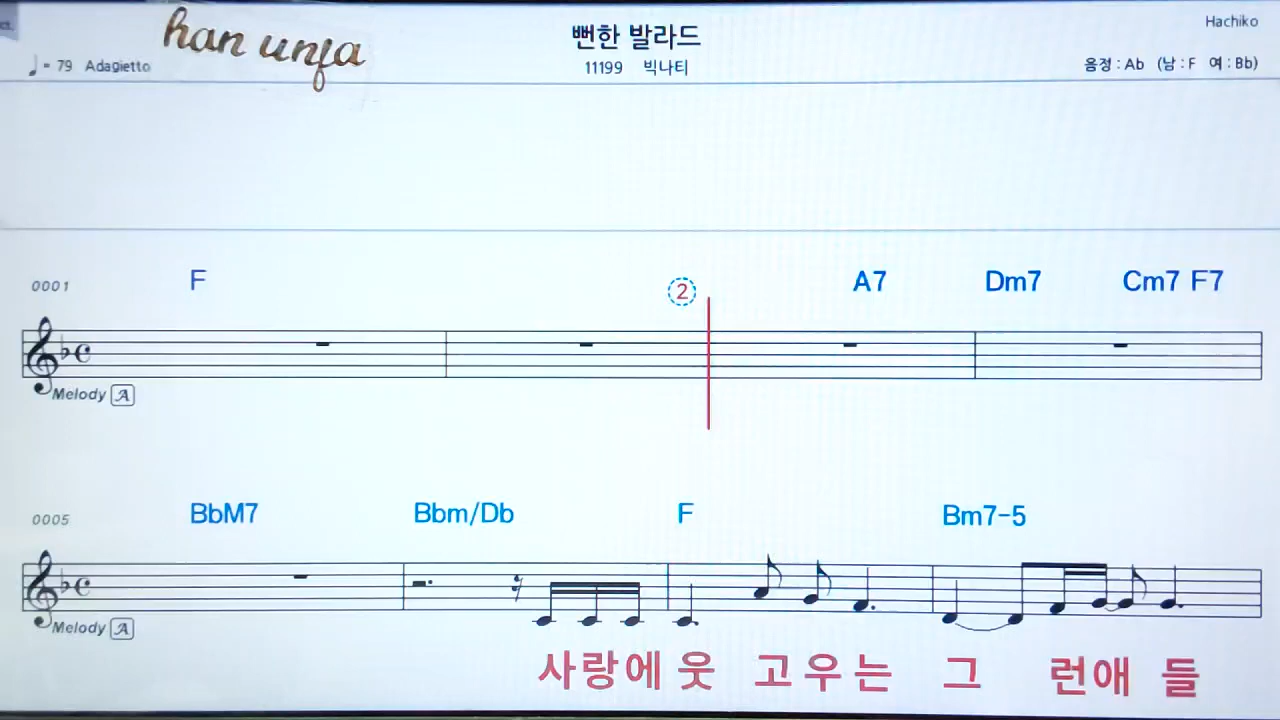 han unja
뻔한 발라드
Hachiko
♩= 79 Adagietto
11199 빅나티
음정 : Ab (남 : F 여 : Bb)
0001 F ② A7 Dm7 Cm7 F7
Melody A
0005 BbM7 Bbm/Db F Bm7-5
Melody A
사랑에 웃 고우는 그 런애 들